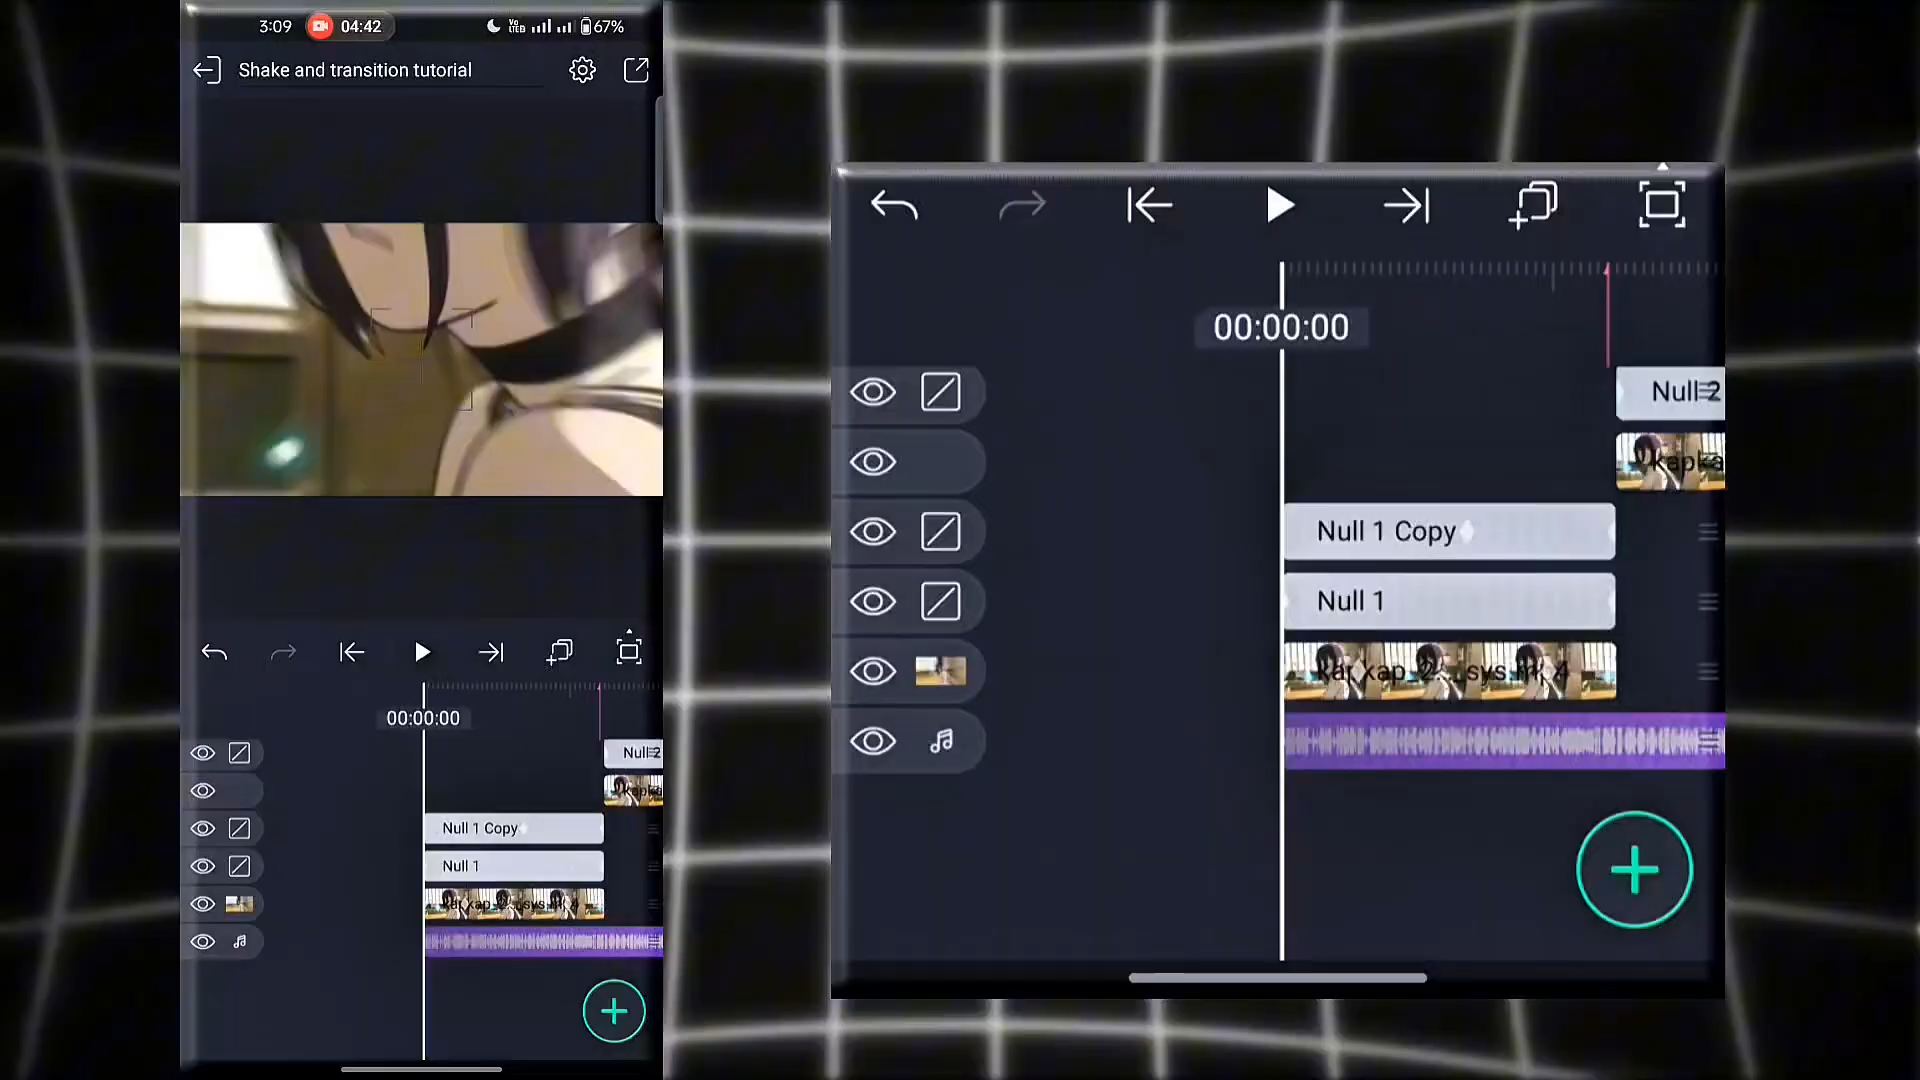 3:09 04:42 67%
Shake and transition tutorial
00:00:00
Null 2
Null 1 Copy
Null 1
00:00:00
Null 2
kapka
Null 1 Copy
Null 1